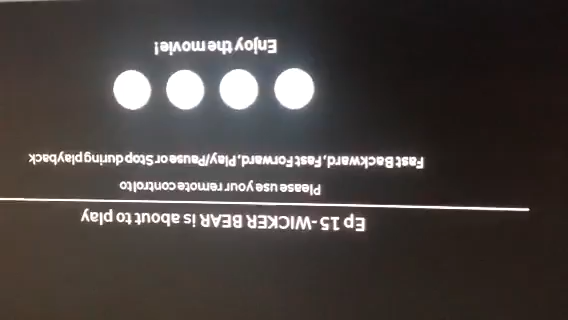 Ep 15-WICKER BEAR is about to play
Please use your remote control to
Fast Backward, Fast Forward, Play/Pause or Stop during playback
Enjoy the movie!